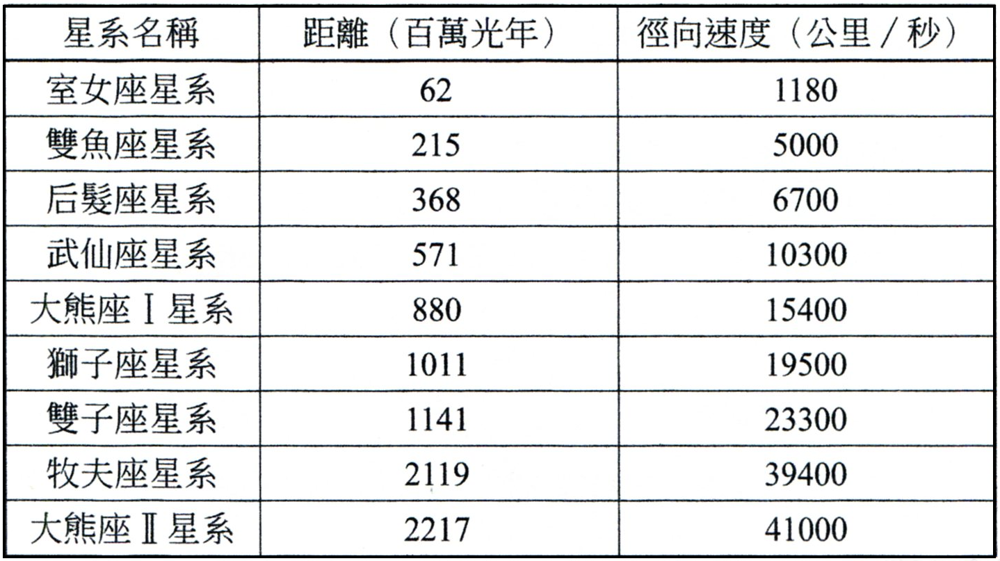 星系名稱 距離（百萬光年） 徑向速度（公里／秒）
室女座星系 62 1180
雙魚座星系 215 5000
后髮座星系 368 6700
武仙座星系 571 10300
大熊座Ⅰ星系 880 15400
獅子座星系 1011 19500
雙子座星系 1141 23300
牧夫座星系 2119 39400
大熊座Ⅱ星系 2217 41000